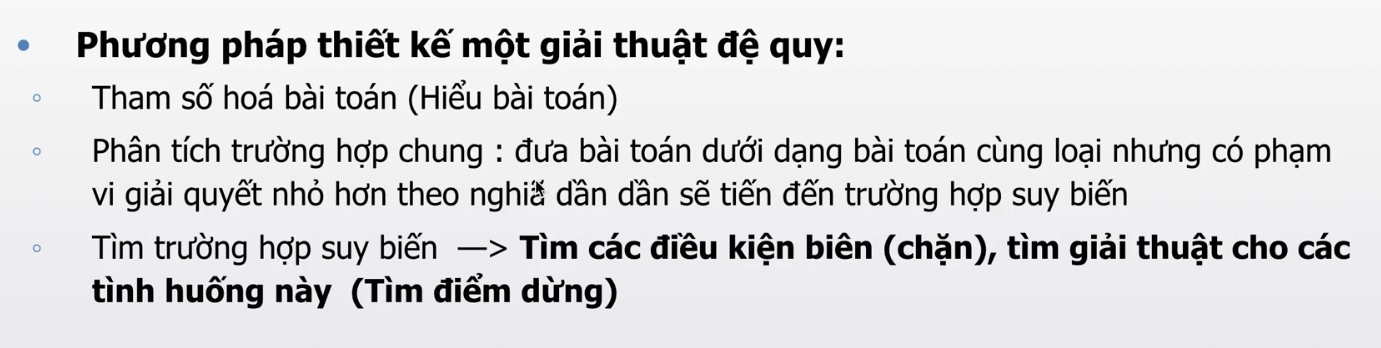 • Phương pháp thiết kế một giải thuật đệ quy:
◦ Tham số hoá bài toán (Hiểu bài toán)
◦ Phân tích trường hợp chung : đưa bài toán dưới dạng bài toán cùng loại nhưng có phạm
vi giải quyết nhỏ hơn theo nghiã dần dần sẽ tiến đến trường hợp suy biến
◦ Tìm trường hợp suy biến —> Tìm các điều kiện biên (chặn), tìm giải thuật cho các
tình huống này (Tìm điểm dừng)